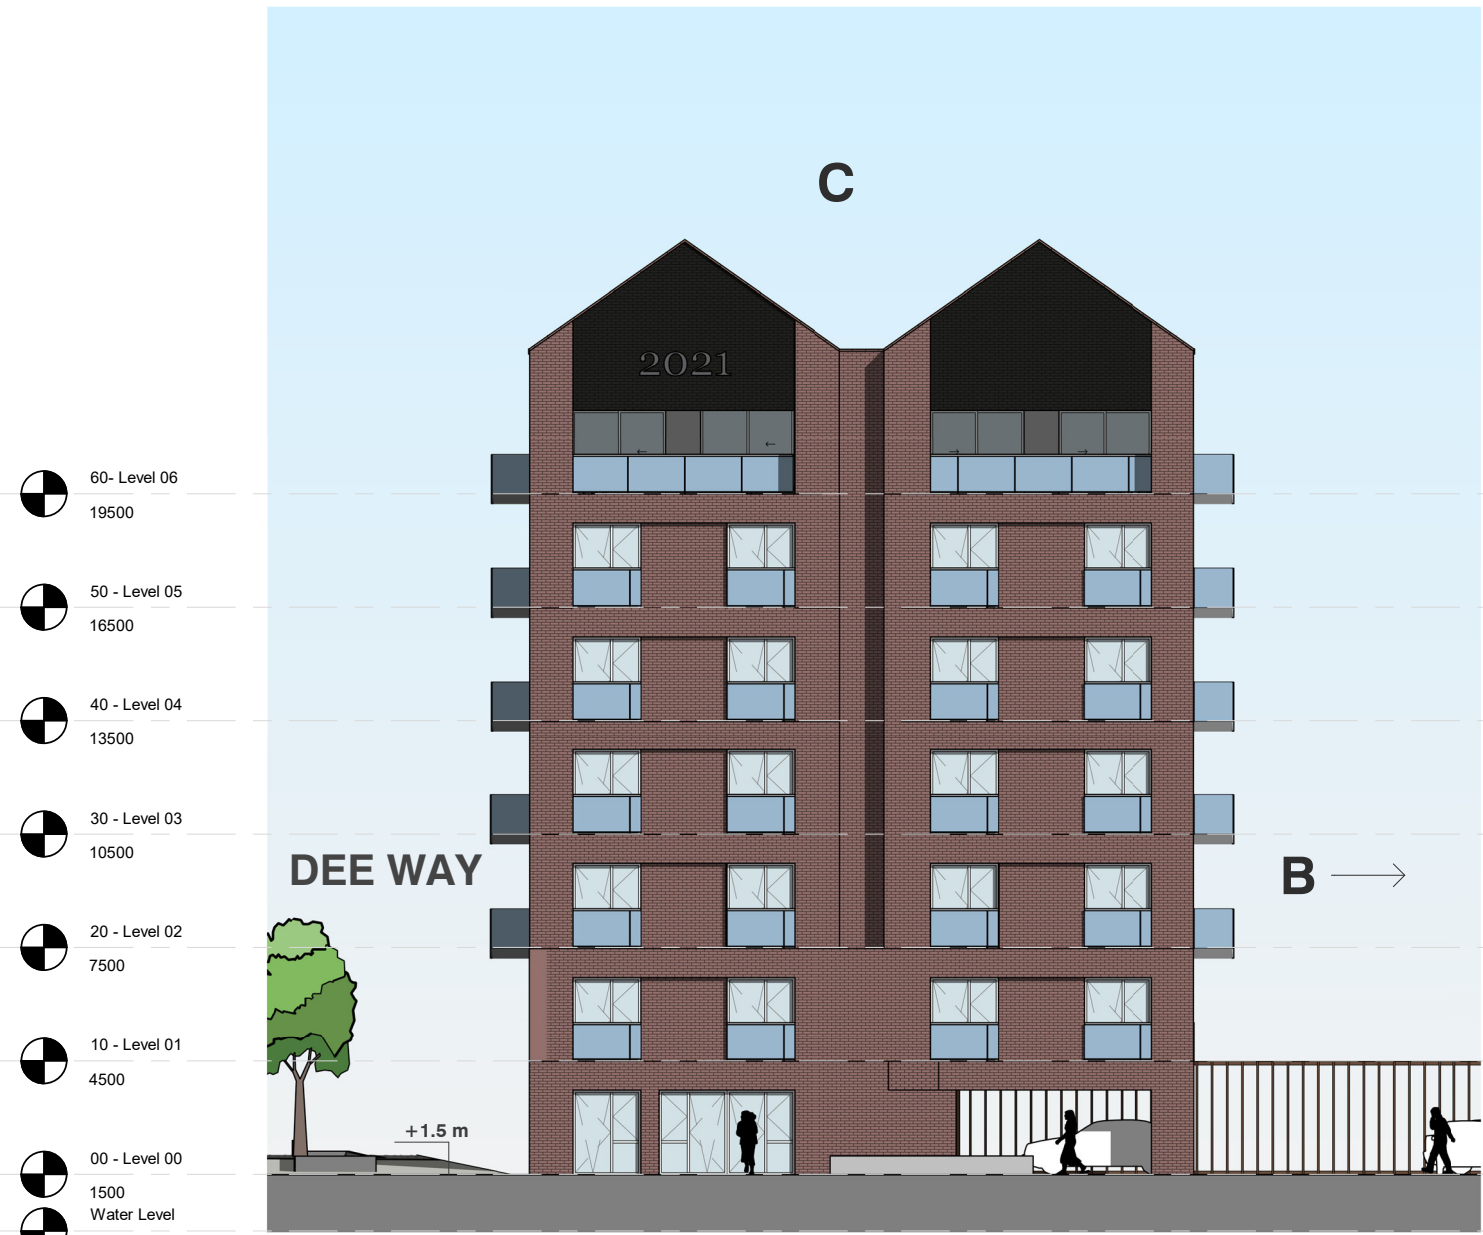 C
2021
60- Level 06
19500
50 - Level 05
16500
40 - Level 04
13500
30 - Level 03
10500
DEE WAY
B
20 - Level 02
7500
10 - Level 01
4500
+1.5 m
00 - Level 00
1500
Water Level